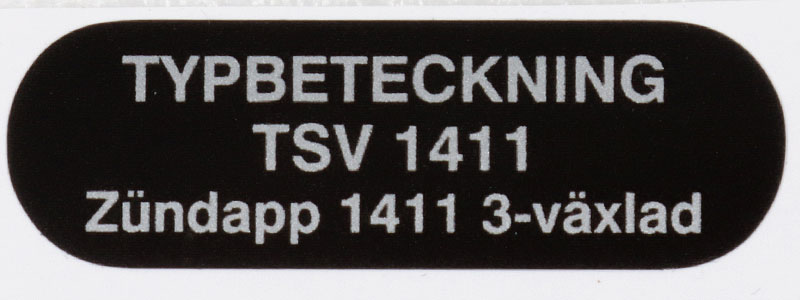 TYPBETECKNING
TSV 1411
Zündapp 1411 3-växlad